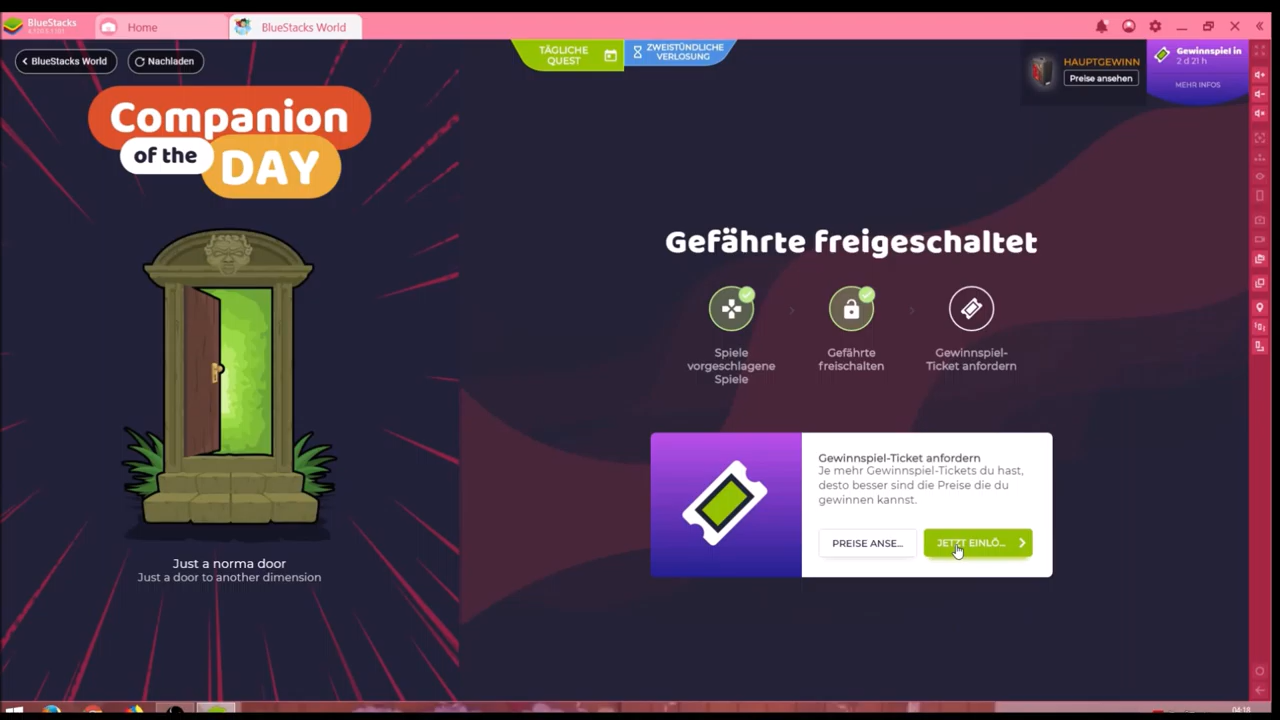 BlueStacks
Home
BlueStacks World
BlueStacks World
Nachladen
TÄGLICHE
QUEST
ZWEISTÜNDLICHE
VERLOSUNG
HAUPTGEWINN
Preise ansehen
Gewinnspiel in
2 d 21 h
MEHR INFOS
Companion
of the
DAY
Gefährte freigeschaltet
Spiele
vorgeschlagene
Spiele
Gefährte
freischalten
Gewinnspiel-
Ticket anfordern
Gewinnspiel-Ticket anfordern
Je mehr Gewinnspiel-Tickets du hast,
desto besser sind die Preise die du
gewinnen kannst.
PREISE ANSE...
JETZT EINLÖ...
Just a norma door
Just a door to another dimension
04:18